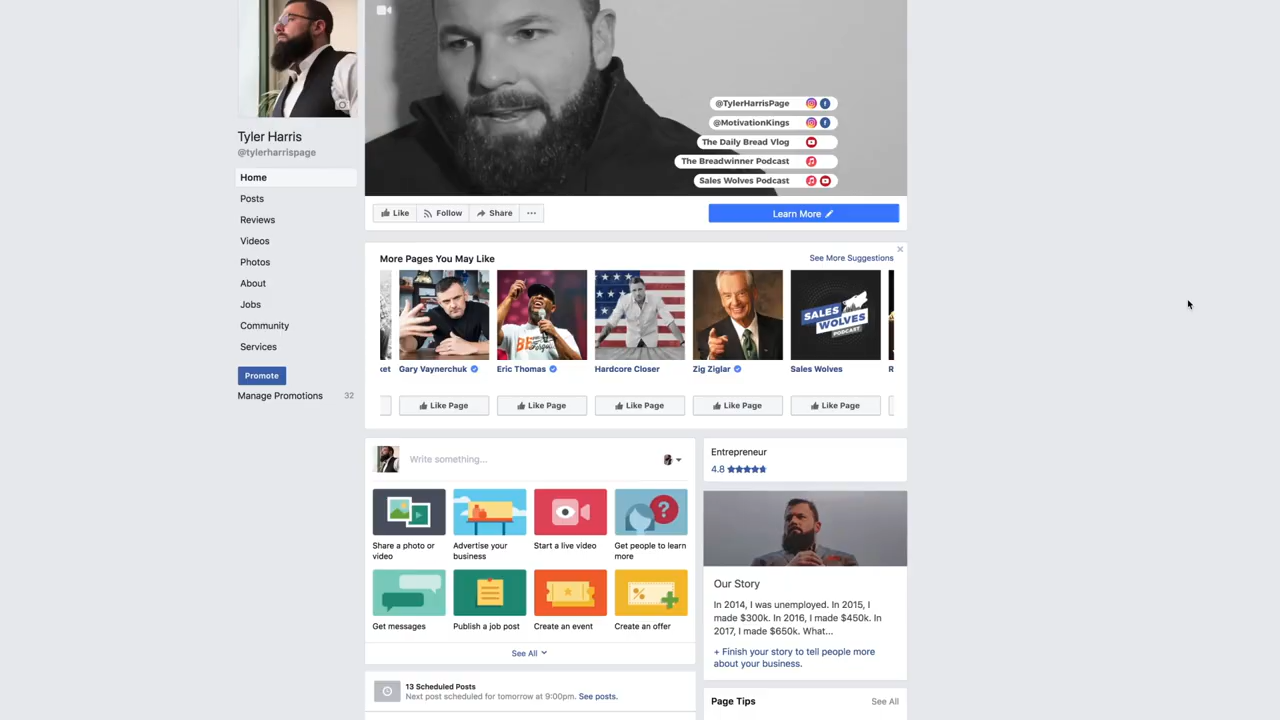 @TylerHarrisPage
@MotivationKings
The Daily Bread Vlog
The Breadwinner Podcast
Sales Wolves Podcast
Tyler Harris
@tylerharrispage
Home
Posts
Reviews
Videos
Photos
About
Jobs
Community
Services
Promote
Manage Promotions 32
Like Follow Share ...
Learn More
More Pages You May Like
See More Suggestions
SALES
WOLVES
PODCAST
ket
Gary Vaynerchuk
Eric Thomas
Hardcore Closer
Zig Ziglar
Sales Wolves
R
Like Page
Like Page
Like Page
Like Page
Like Page
Write something...
Share a photo or
video
Advertise your
business
Start a live video
Get people to learn
more
Get messages
Publish a job post
Create an event
Create an offer
See All
13 Scheduled Posts
Next post scheduled for tomorrow at 9:00pm. See posts.
Entrepreneur
4.8
Our Story
In 2014, I was unemployed. In 2015, I
made $300k. In 2016, I made $450k. In
2017, I made $650k. What...
+ Finish your story to tell people more
about your business.
Page Tips
See All